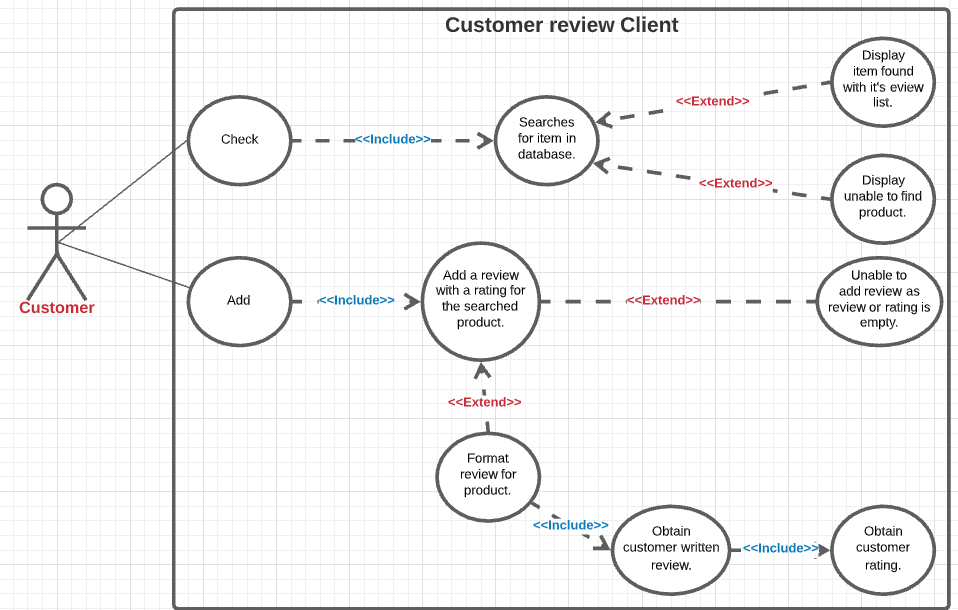 Customer review Client
Display
item found
with it's eview
list.
<<Extend>>
Check
<<Include>>
Searches
for item in
database.
<<Extend>>
Display
unable to find
product.
Customer
Add
<<Include>>
Add a review
with a rating for
the searched
product.
<<Extend>>
Unable to
add review as
review or rating is
empty.
<<Extend>>
Format
review for
product.
<<Include>>
Obtain
customer written
review.
<<Include>>
Obtain
customer
rating.